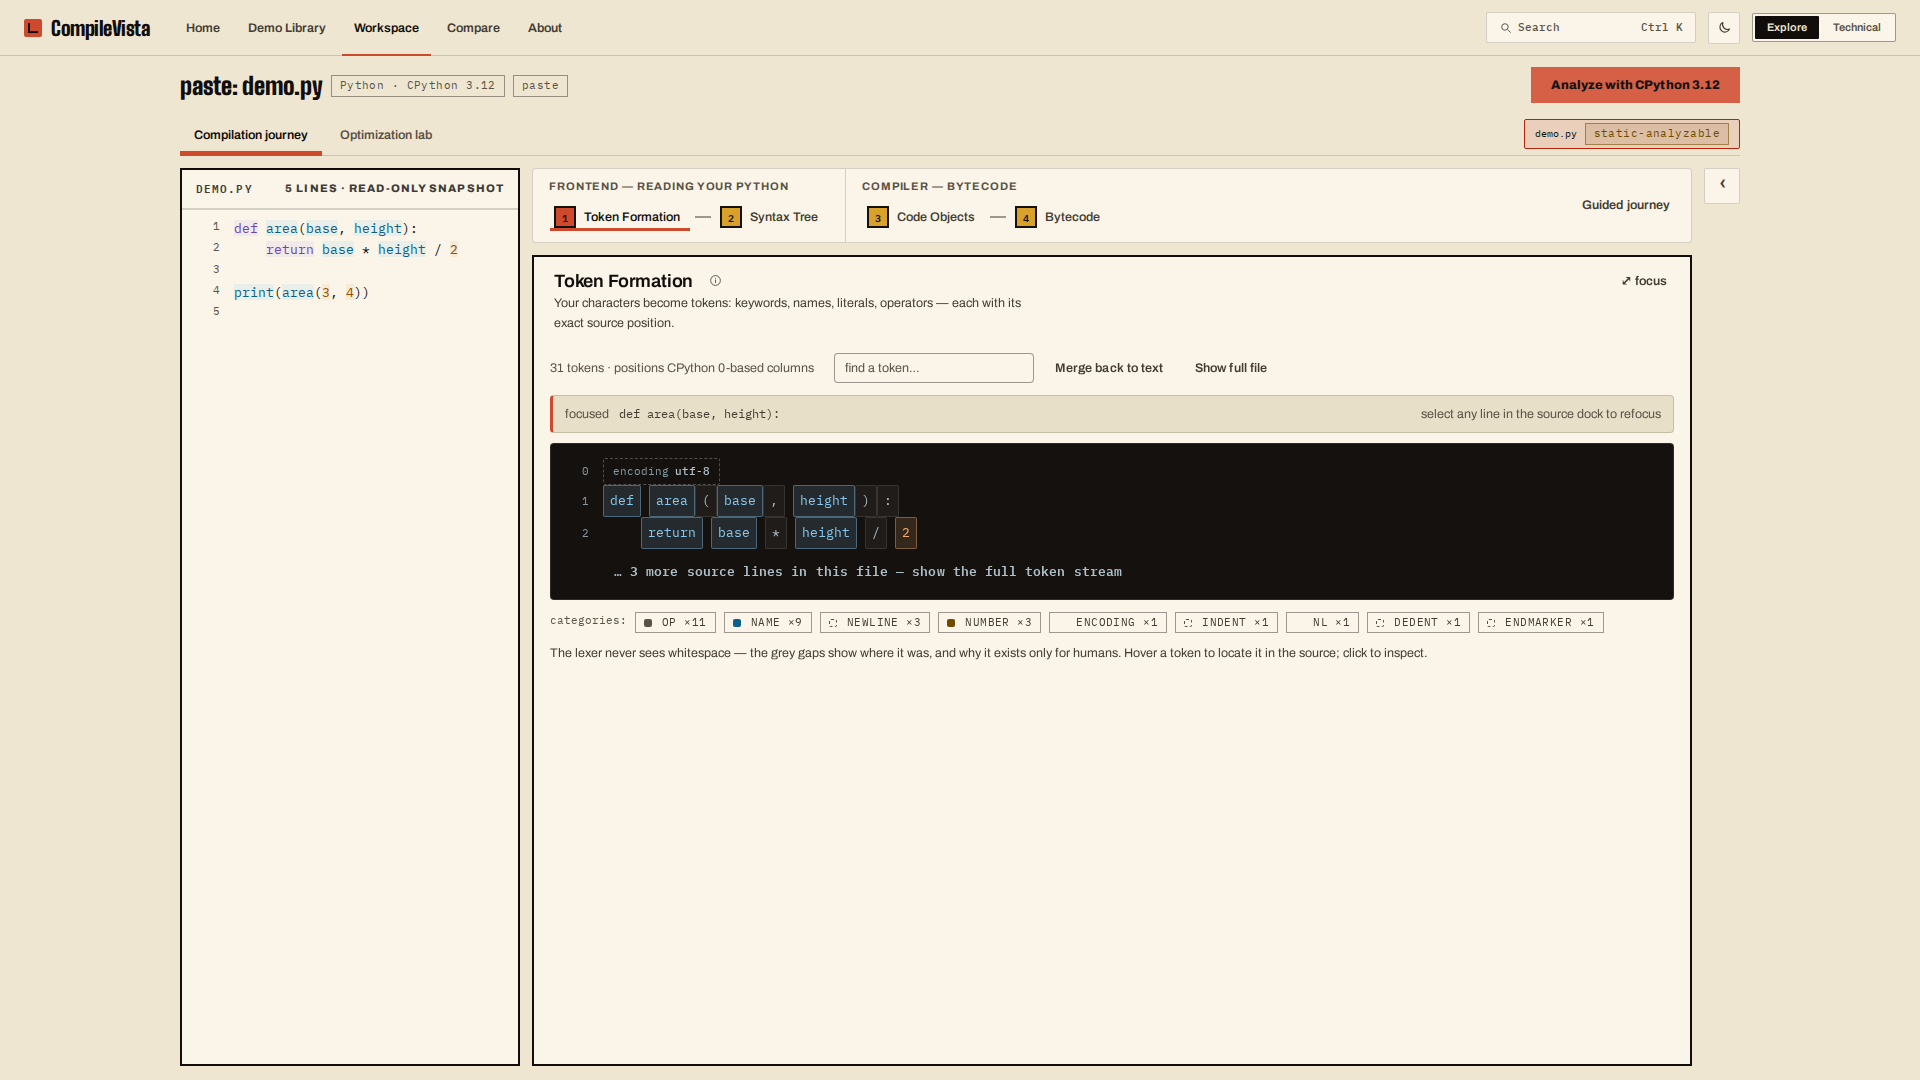 CompileVista Home Demo Library Workspace Compare About Search Ctrl K Explore Technical
paste: demo.py Python · CPython 3.12 paste Analyze with CPython 3.12
Compilation journey Optimization lab demo.py static-analyzable
DEMO.PY 5 LINES · READ-ONLY SNAPSHOT
1 def area(base, height):
2 return base * height / 2
3
4 print(area(3, 4))
5
FRONTEND — READING YOUR PYTHON
1 Token Formation — 2 Syntax Tree
COMPILER — BYTECODE
3 Code Objects — 4 Bytecode
Guided journey
‹
Token Formation ⓘ ⤢ focus
Your characters become tokens: keywords, names, literals, operators — each with its
exact source position.
31 tokens · positions CPython 0-based columns find a token... Merge back to text Show full file
focused def area(base, height): select any line in the source dock to refocus
0 encoding utf-8
1 def area ( base , height ) :
2 return base * height / 2
… 3 more source lines in this file — show the full token stream
categories: OP ×11 NAME ×9 NEWLINE ×3 NUMBER ×3 ENCODING ×1 INDENT ×1 NL ×1 DEDENT ×1 ENDMARKER ×1
The lexer never sees whitespace — the grey gaps show where it was, and why it exists only for humans. Hover a token to locate it in the source; click to inspect.